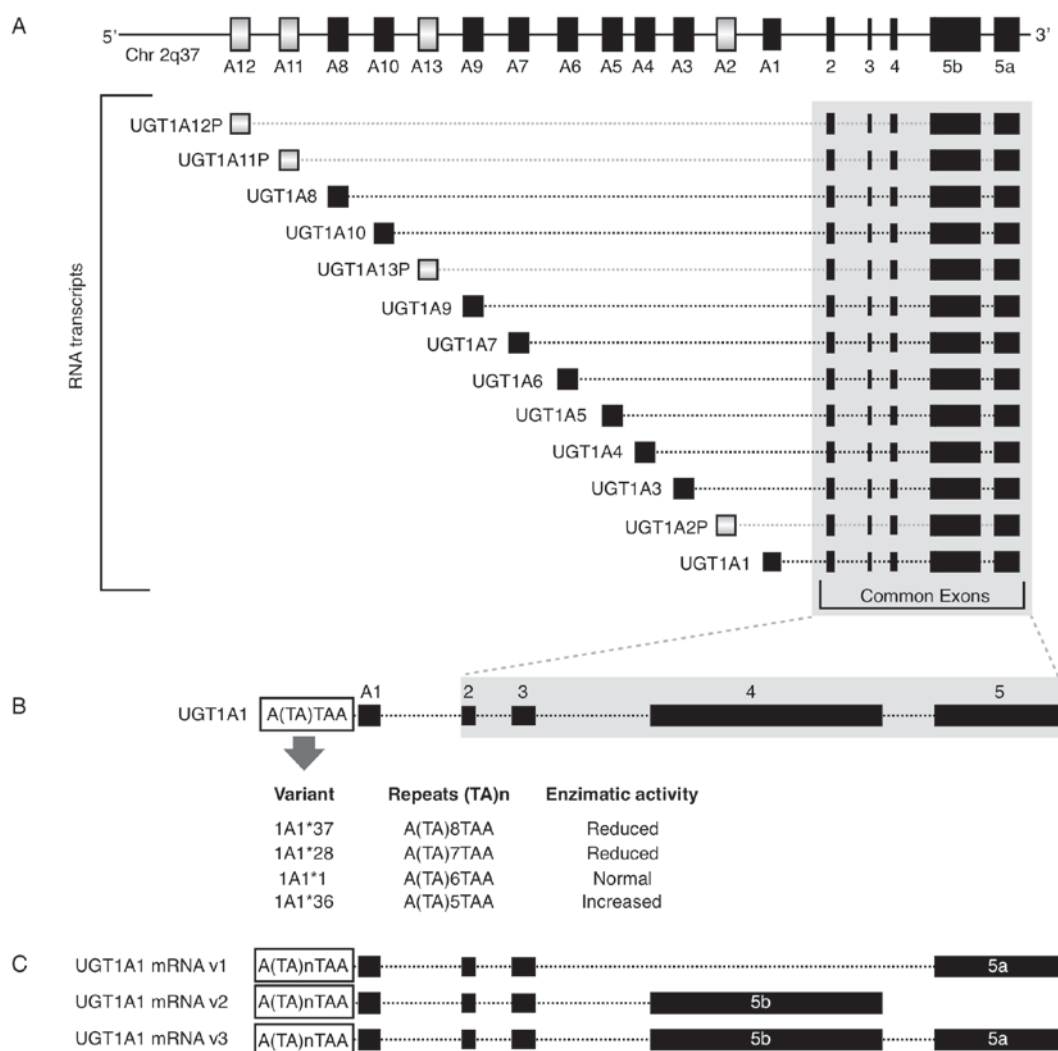 A
5'
3'
Chr 2q37
A12 A11 A8 A10 A13 A9 A7 A6 A5 A4 A3 A2 A1 2 3 4 5b 5a
RNA transcripts
UGT1A12P
UGT1A11P
UGT1A8
UGT1A10
UGT1A13P
UGT1A9
UGT1A7
UGT1A6
UGT1A5
UGT1A4
UGT1A3
UGT1A2P
UGT1A1
Common Exons
B
A1 2 3 4 5
UGT1A1 A(TA)TAA
Variant Repeats (TA)n Enzimatic activity
1A1*37 A(TA)8TAA Reduced
1A1*28 A(TA)7TAA Reduced
1A1*1 A(TA)6TAA Normal
1A1*36 A(TA)5TAA Increased
C
UGT1A1 mRNA v1 A(TA)nTAA 5a
UGT1A1 mRNA v2 A(TA)nTAA 5b
UGT1A1 mRNA v3 A(TA)nTAA 5b 5a